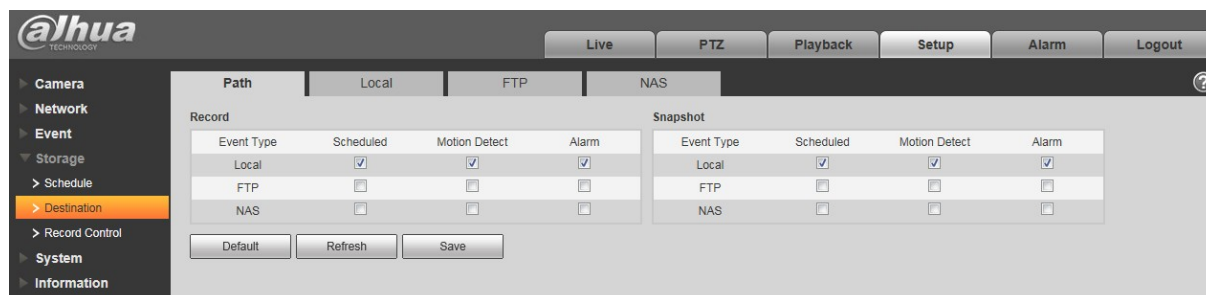 alhua
TECHNOLOGY
Live PTZ Playback Setup Alarm Logout
Camera
Network
Event
Storage
> Schedule
> Destination
> Record Control
System
Information
Path Local FTP NAS
?
Record
Event Type Scheduled Motion Detect Alarm
Local
FTP
NAS
Snapshot
Event Type Scheduled Motion Detect Alarm
Local
FTP
NAS
Default Refresh Save